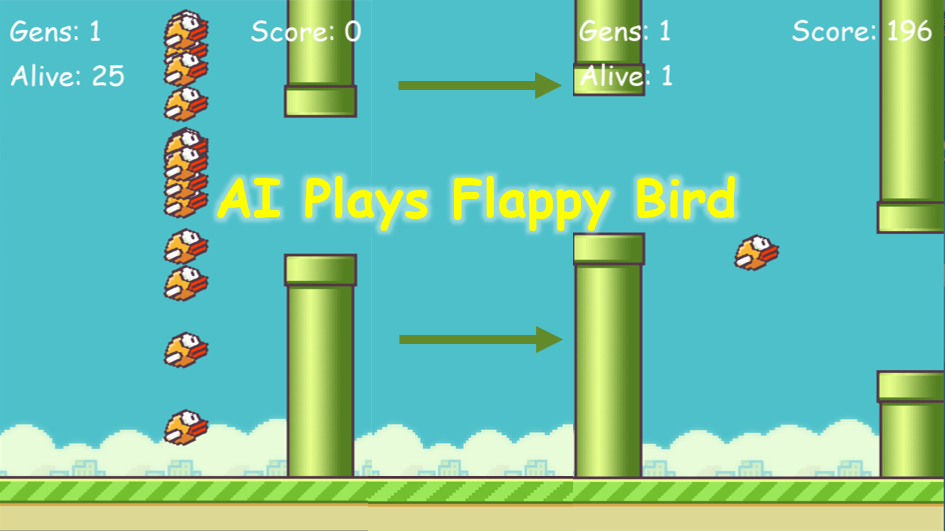 Gens: 1
Score: 0
Alive: 25
Gens: 1
Score: 196
Alive: 1
AI Plays Flappy Bird